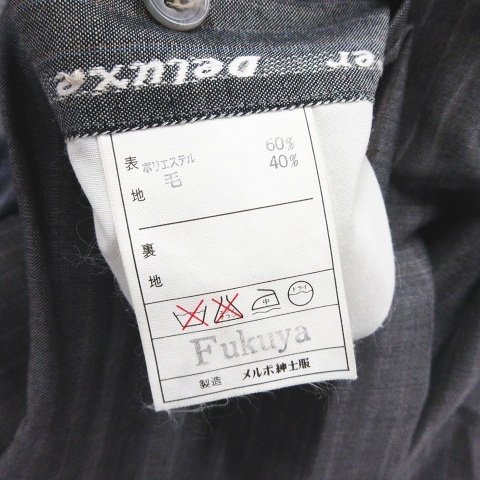 er Deluxe
表 ポリエステル 60%
地 毛 40%
裏
地
中 ドライ
Fukuya
製造 メルボ紳士服